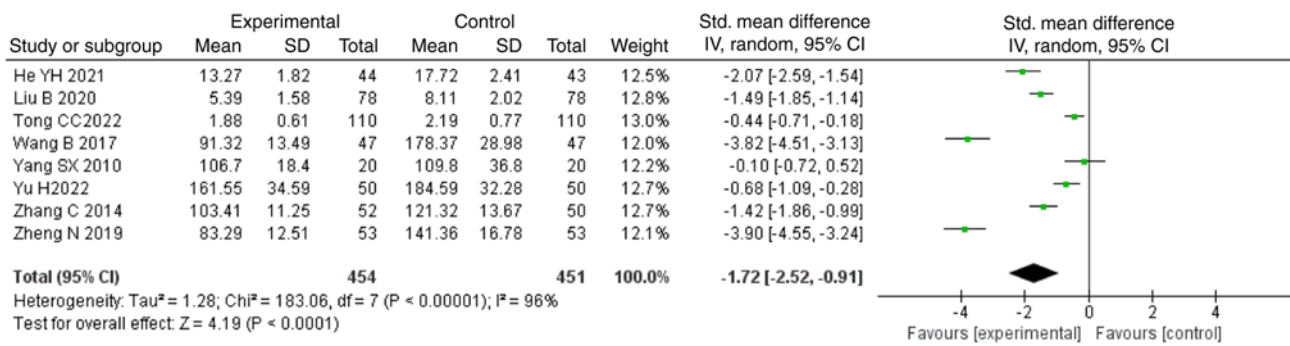 Experimental Control Std. mean difference Std. mean difference
Study or subgroup Mean SD Total Mean SD Total Weight IV, random, 95% CI IV, random, 95% CI
He YH 2021 13.27 1.82 44 17.72 2.41 43 12.5% -2.07 [-2.59, -1.54]
Liu B 2020 5.39 1.58 78 8.11 2.02 78 12.8% -1.49 [-1.85, -1.14]
Tong CC2022 1.88 0.61 110 2.19 0.77 110 13.0% -0.44 [-0.71, -0.18]
Wang B 2017 91.32 13.49 47 178.37 28.98 47 12.0% -3.82 [-4.51, -3.13]
Yang SX 2010 106.7 18.4 20 109.8 36.8 20 12.2% -0.10 [-0.72, 0.52]
Yu H2022 161.55 34.59 50 184.59 32.28 50 12.7% -0.68 [-1.09, -0.28]
Zhang C 2014 103.41 11.25 52 121.32 13.67 50 12.7% -1.42 [-1.86, -0.99]
Zheng N 2019 83.29 12.51 53 141.36 16.78 53 12.1% -3.90 [-4.55, -3.24]
Total (95% CI) 454 451 100.0% -1.72 [-2.52, -0.91]
Heterogeneity: Tau² = 1.28; Chi² = 183.06, df = 7 (P < 0.00001); I² = 96%
Test for overall effect: Z = 4.19 (P < 0.0001)
-4 -2 0 2 4
Favours [experimental] Favours [control]